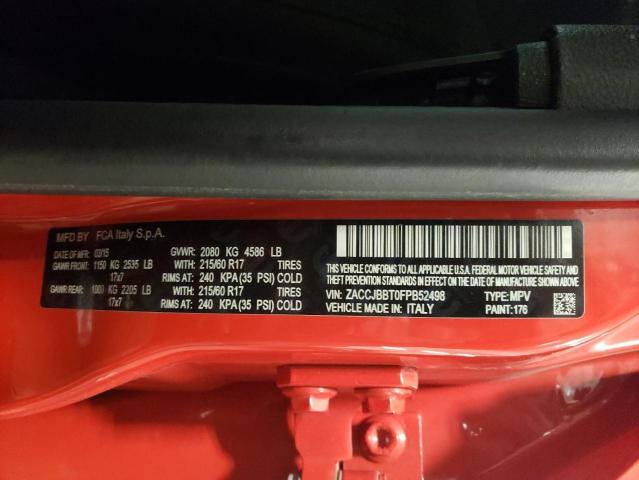 MFD BY FCA Italy S.p.A.
DATE OF MFR: 03/15 GVWR: 2080 KG 4586 LB
GAWR FRONT: 1150 KG 2535 LB WITH 215/60 R17 TIRES
17x7 RIMS AT: 240 KPA (35 PSI) COLD
GAWR REAR: 1000 KG 2205 LB WITH 215/60 R17 TIRES
17x7 RIMS AT: 240 KPA (35 PSI) COLD
THIS VEHICLE CONFORMS TO ALL APPLICABLE U.S.A. FEDERAL MOTOR VEHICLE
SAFETY, BUMPER, AND
THEFT PREVENTION STANDARDS IN EFFECT ON THE DATE OF MANUFACTURE SHOWN ABOVE
VIN: ZACCJBBT0FPB52498 TYPE: MPV
VEHICLE MADE IN: ITALY PAINT: 176